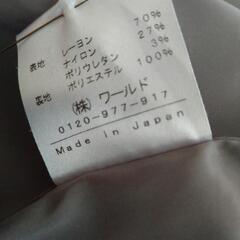 表地 レーヨン 70%
ナイロン 27%
ポリウレタン 3%
裏地 ポリエステル 100%
㈱ ワールド
0120-977-917
Made in Japan